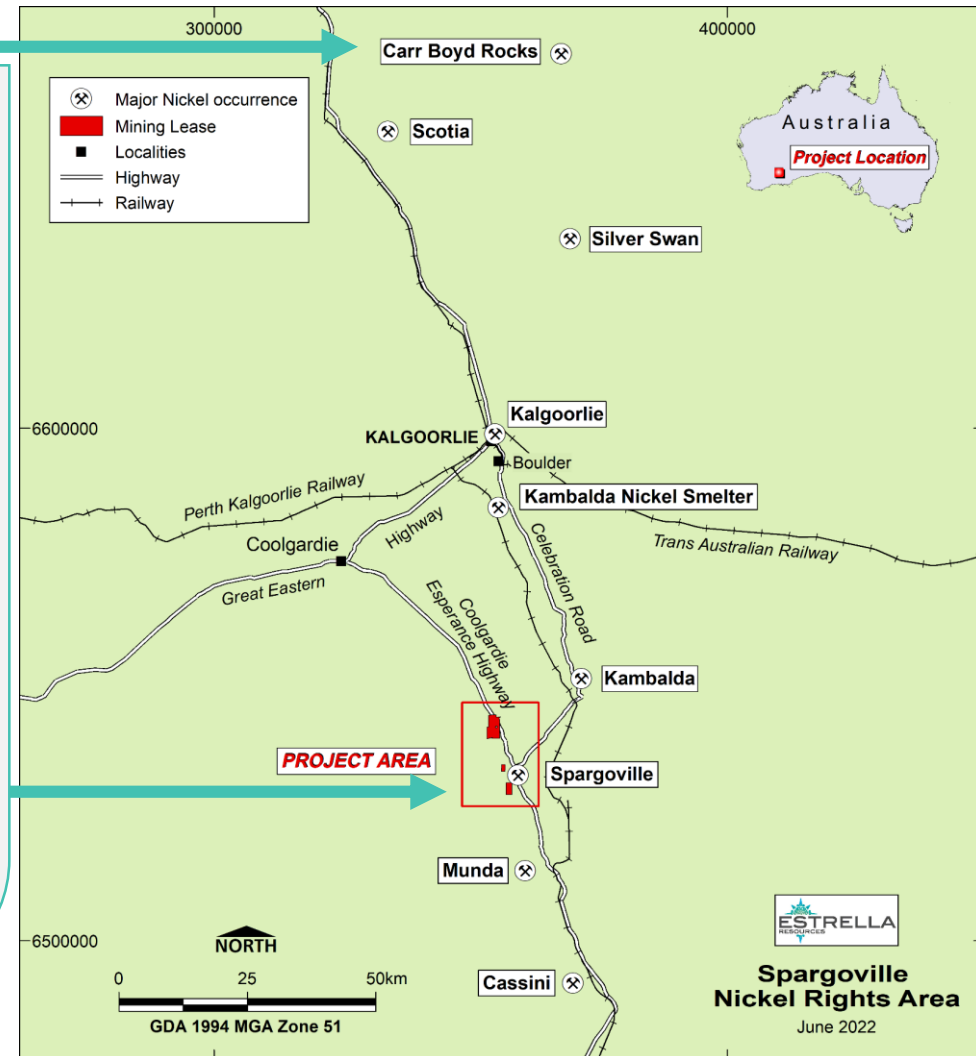 300000
400000
Carr Boyd Rocks
Major Nickel occurrence
Mining Lease
Localities
Highway
Railway
Scotia
Australia
Project Location
Silver Swan
Kalgoorlie
6600000
KALGOORLIE
Boulder
Perth Kalgoorlie Railway
Kambalda Nickel Smelter
Highway
Coolgardie
Celebration Road
Trans Australian Railway
Great Eastern
Coolgardie
Esperance Highway
Kambalda
PROJECT AREA
Spargoville
Munda
6500000
NORTH
ESTRELLA
RESOURCES
0 25 50km
Cassini
Spargoville
Nickel Rights Area
GDA 1994 MGA Zone 51
June 2022